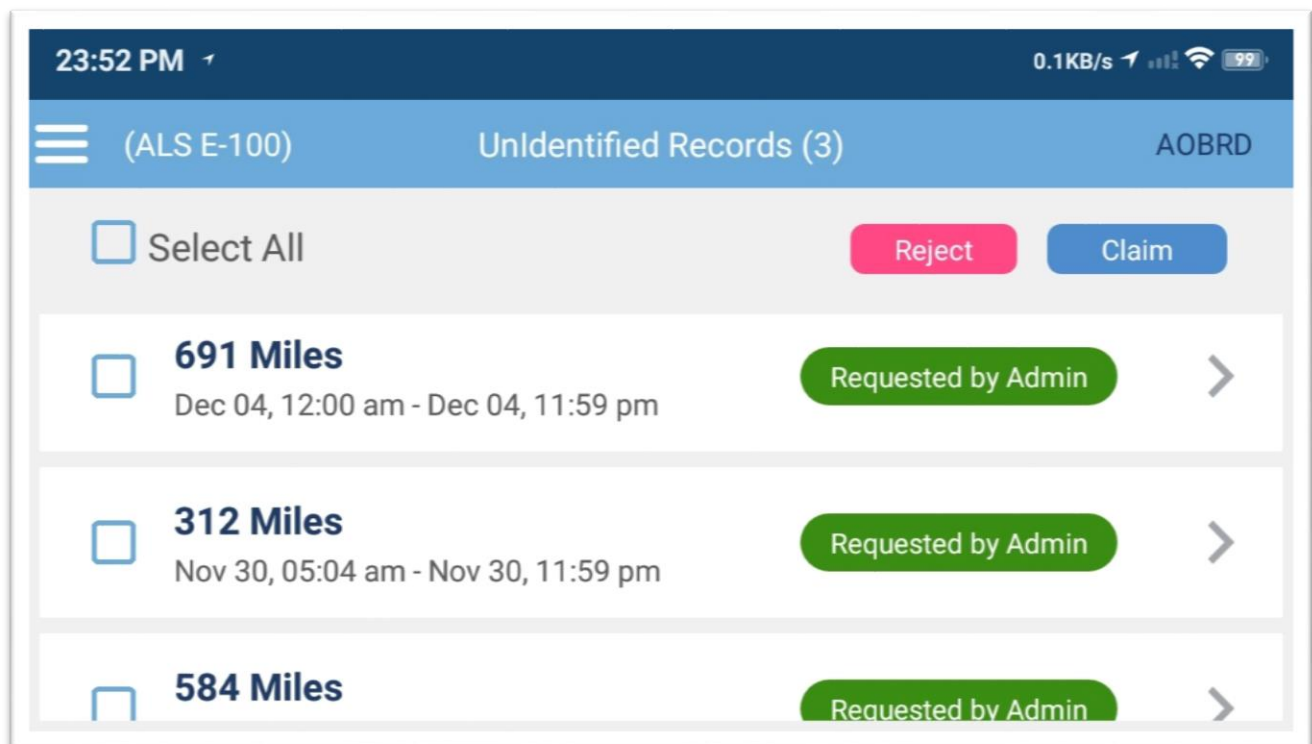 23:52 PM 0.1KB/s 99
(ALS E-100) UnIdentified Records (3) AOBRD
Select All Reject Claim
691 Miles
Requested by Admin
Dec 04, 12:00 am - Dec 04, 11:59 pm
312 Miles
Requested by Admin
Nov 30, 05:04 am - Nov 30, 11:59 pm
584 Miles
Requested by Admin